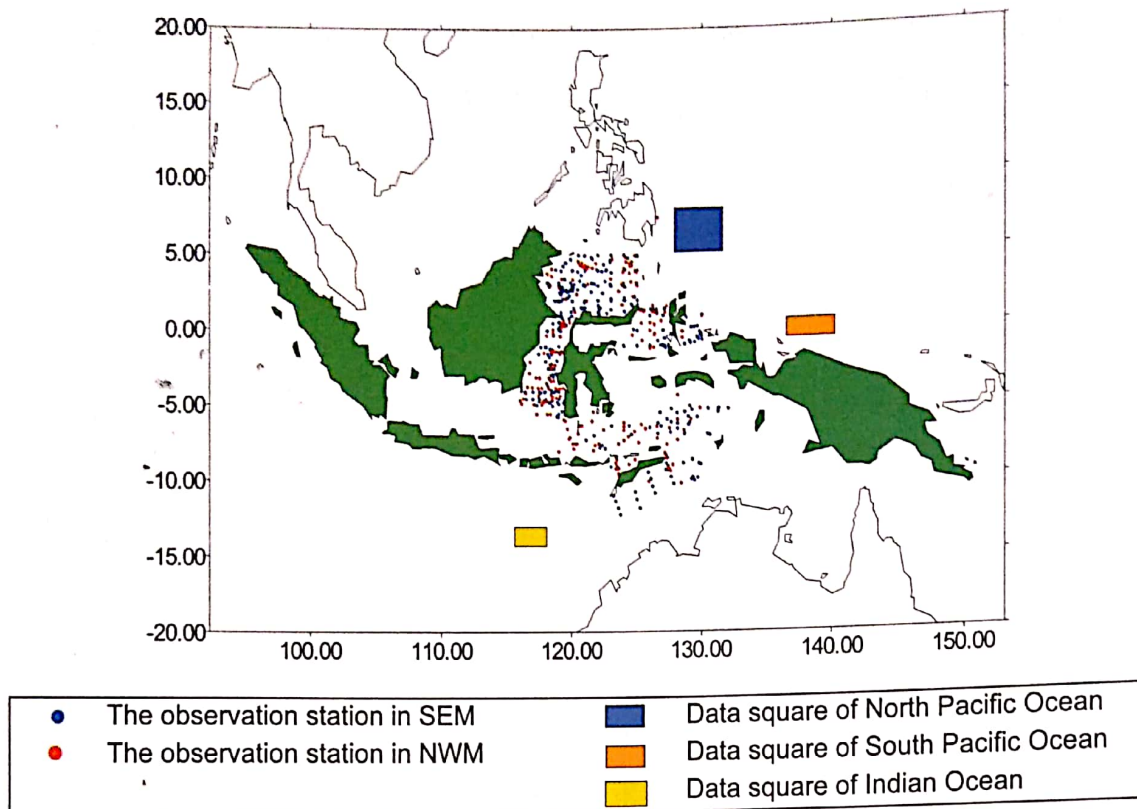 20.00
15.00
10.00
5.00
0.00
-5.00
-10.00
-15.00
-20.00
100.00 110.00 120.00 130.00 140.00 150.00
The observation station in SEM
The observation station in NWM
Data square of North Pacific Ocean
Data square of South Pacific Ocean
Data square of Indian Ocean